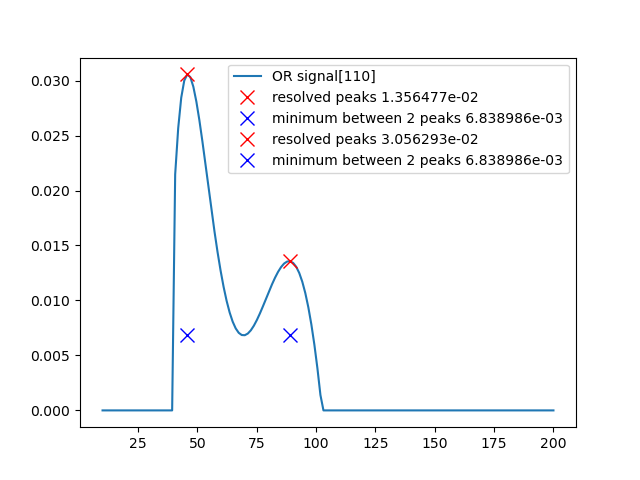 OR signal[110]
resolved peaks 1.356477e-02
minimum between 2 peaks 6.838986e-03
resolved peaks 3.056293e-02
minimum between 2 peaks 6.838986e-03
0.030
0.025
0.020
0.015
0.010
0.005
0.000
25 50 75 100 125 150 175 200